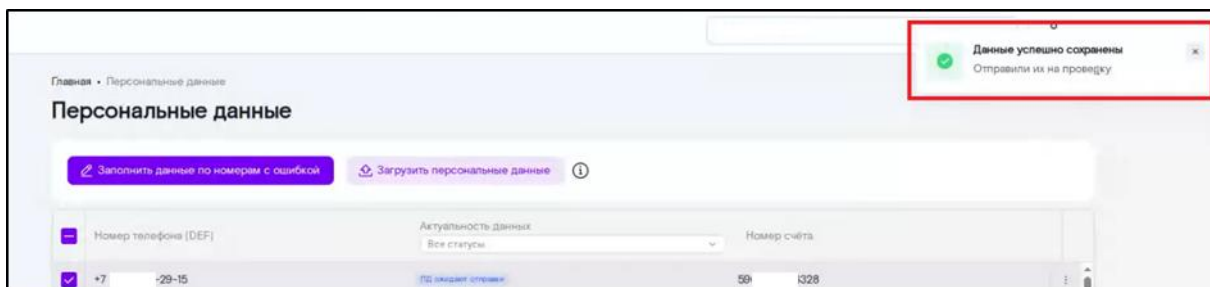 Данные успешно сохранены
Отправили их на проверку
Главная • Персональные данные
Персональные данные
Заполнить данные по номерам с ошибкой
Загрузить персональные данные
Номер телефона (DEF)
Актуальность данных
Все статусы
Номер счёта
+7 -29-15
ПД ожидают отправки
59 328